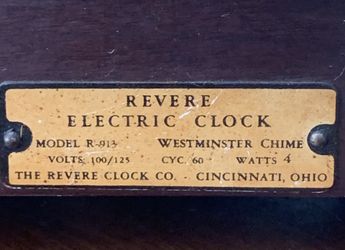 REVERE
ELECTRIC CLOCK
MODEL R-913 WESTMINSTER CHIME
VOLTS. 100/125 CYC. 60 WATTS 4
THE REVERE CLOCK CO. - CINCINNATI, OHIO